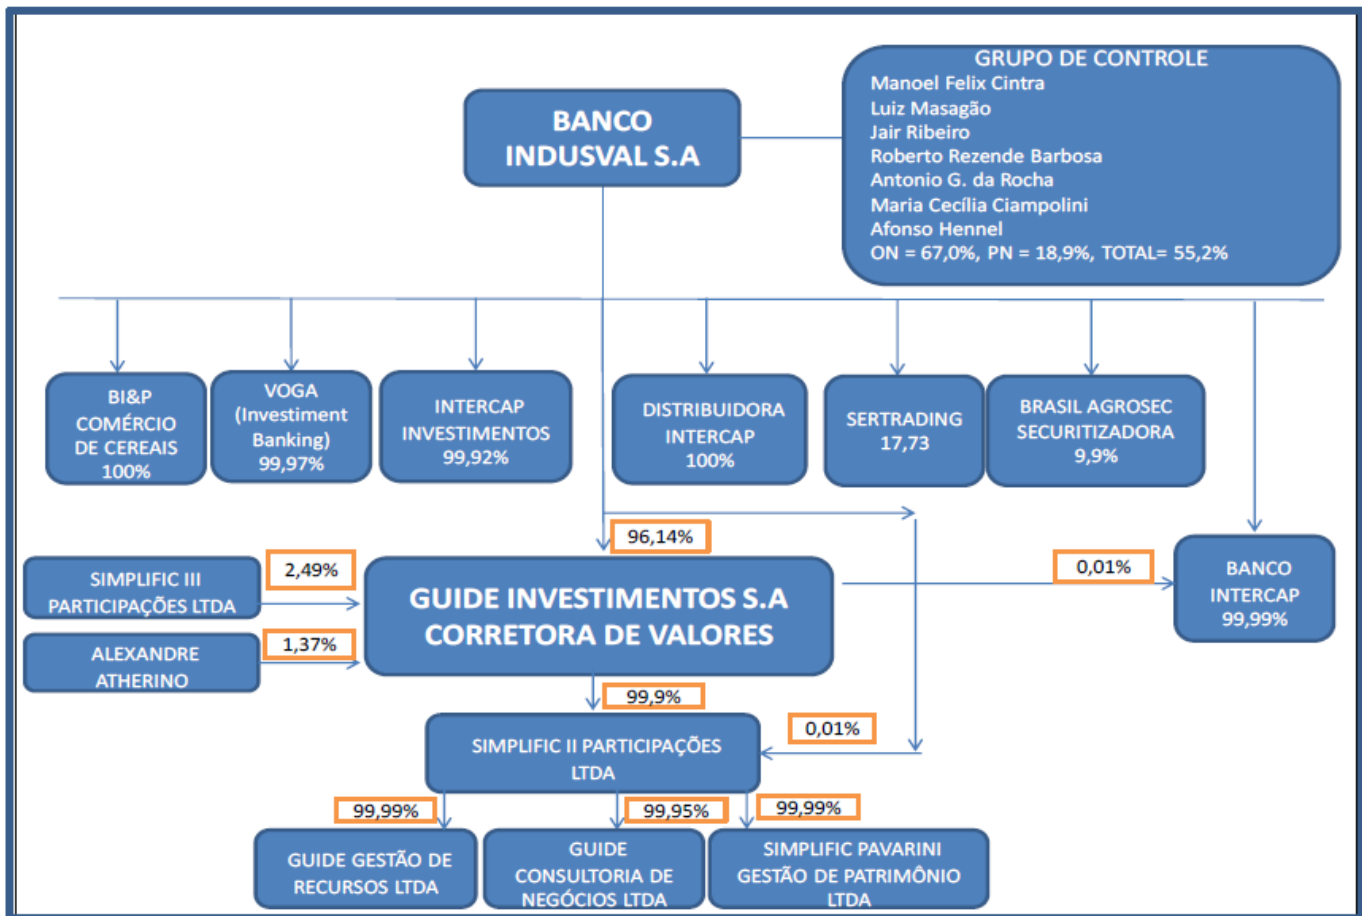 GRUPO DE CONTROLE
Manoel Felix Cintra
Luiz Masagão
Jair Ribeiro
Roberto Rezende Barbosa
Antonio G. da Rocha
Maria Cecília Ciampolini
Afonso Hennel
ON = 67,0%, PN = 18,9%, TOTAL= 55,2%
BANCO
INDUSVAL S.A
BI&P
COMÉRCIO
DE CEREAIS
100%
VOGA
(Investiment
Banking)
99,97%
INTERCAP
INVESTIMENTOS
99,92%
DISTRIBUIDORA
INTERCAP
100%
SERTRADING
17,73
BRASIL AGROSEC
SECURITIZADORA
9,9%
96,14%
SIMPLIFIC III
PARTICIPAÇÕES LTDA
2,49%
GUIDE INVESTIMENTOS S.A
CORRETORA DE VALORES
0,01%
BANCO
INTERCAP
99,99%
ALEXANDRE
ATHERINO
1,37%
99,9%
SIMPLIFIC II PARTICIPAÇÕES
LTDA
0,01%
99,99%
99,95%
99,99%
GUIDE GESTÃO DE
RECURSOS LTDA
GUIDE
CONSULTORIA DE
NEGÓCIOS LTDA
SIMPLIFIC PAVARINI
GESTÃO DE PATRIMÔNIO
LTDA